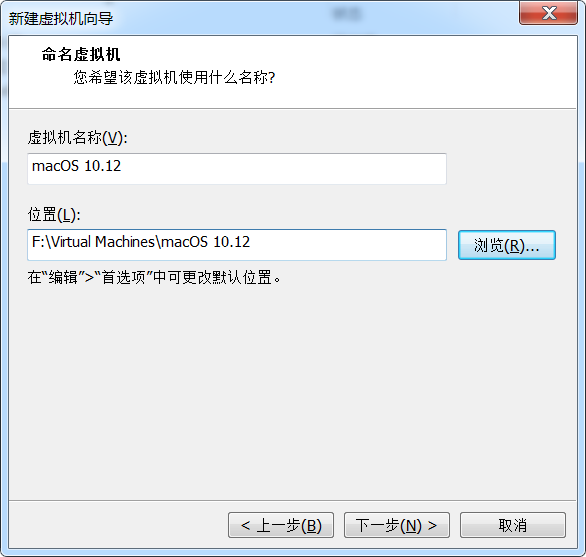 新建虚拟机向导
命名虚拟机
您希望该虚拟机使用什么名称?
虚拟机名称(V):
macOS 10.12
位置(L):
F:\Virtual Machines\macOS 10.12
浏览(R)...
在“编辑”>“首选项”中可更改默认位置。
< 上一步(B)
下一步(N) >
取消